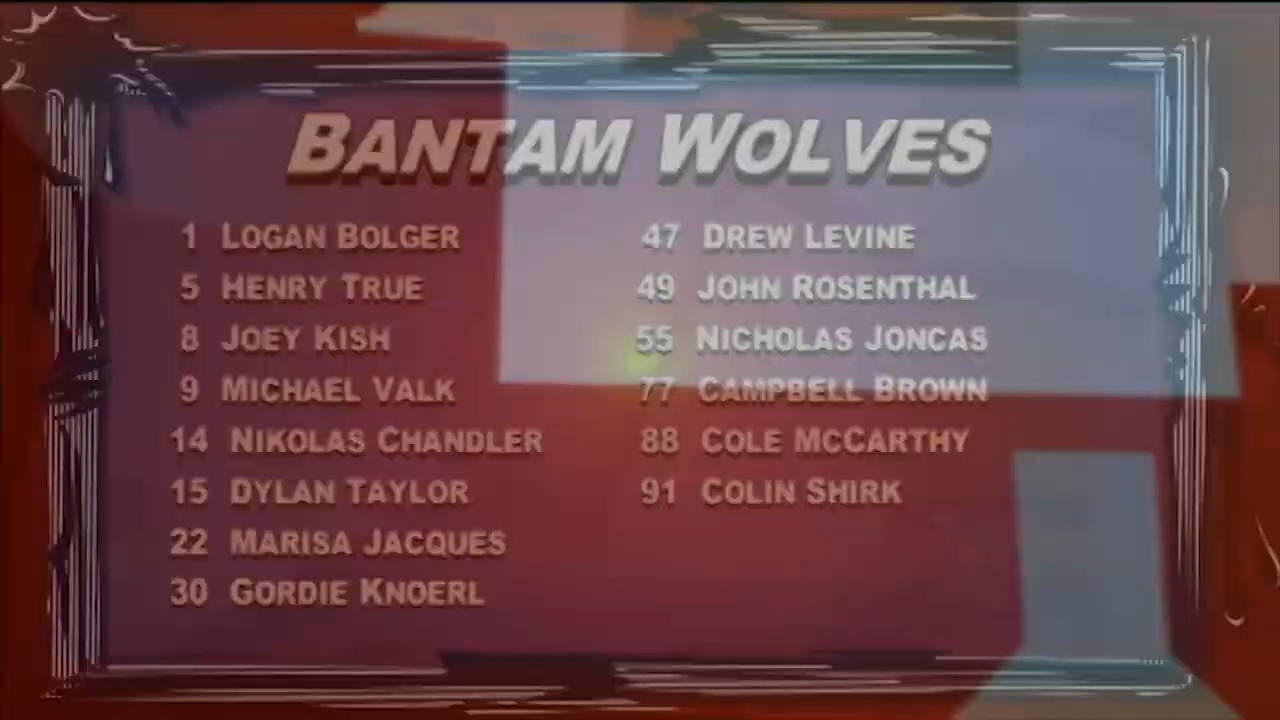 BANTAM WOLVES
1 LOGAN BOLGER
5 HENRY TRUE
8 JOEY KISH
9 MICHAEL VALK
14 NIKOLAS CHANDLER
15 DYLAN TAYLOR
22 MARISA JACQUES
30 GORDIE KNOERL
47 DREW LEVINE
49 JOHN ROSENTHAL
55 NICHOLAS JONCAS
77 CAMPBELL BROWN
88 COLE MCCARTHY
91 COLIN SHIRK